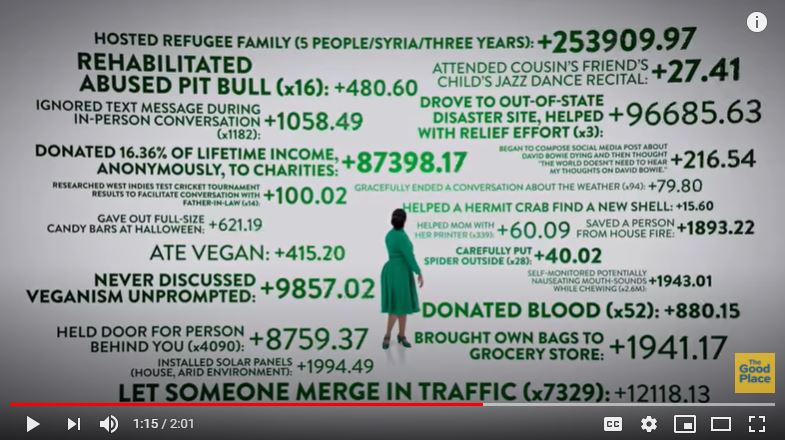 HOSTED REFUGEE FAMILY (5 PEOPLE/SYRIA/THREE YEARS): +253909.97
REHABILITATED
ABUSED PIT BULL (x16): +480.60
ATTENDED COUSIN'S FRIEND'S
CHILD'S JAZZ DANCE RECITAL: +27.41
IGNORED TEXT MESSAGE DURING
IN-PERSON CONVERSATION
(x1182): +1058.49
DROVE TO OUT-OF-STATE
DISASTER SITE, HELPED
WITH RELIEF EFFORT (x3): +96685.63
DONATED 16.36% OF LIFETIME INCOME,
ANONYMOUSLY, TO CHARITIES: +87398.17
BEGAN TO COMPOSE SOCIAL MEDIA POST ABOUT
DAVID BOWIE DYING AND THEN THOUGHT
"THE WORLD DOESN'T NEED TO HEAR
MY THOUGHTS ON DAVID BOWIE." +216.54
RESEARCHED WEST INDIES TEST CRICKET TOURNAMENT
RESULTS TO FACILITATE CONVERSATION WITH
FATHER-IN-LAW (x14): +100.02
GRACEFULLY ENDED A CONVERSATION ABOUT THE WEATHER (x94): +79.80
HELPED A HERMIT CRAB FIND A NEW SHELL: +15.60
GAVE OUT FULL-SIZE
CANDY BARS AT HALLOWEEN: +621.19
HELPED MOM WITH
HER PRINTER (x339): +60.09
SAVED A PERSON
FROM HOUSE FIRE: +1893.22
ATE VEGAN: +415.20
CAREFULLY PUT
SPIDER OUTSIDE (x28): +40.02
NEVER DISCUSSED
VEGANISM UNPROMPTED: +9857.02
SELF-MONITORED POTENTIALLY
NAUSEATING MOUTH-SOUNDS
WHILE CHEWING (x2.6M): +1943.01
DONATED BLOOD (x52): +880.15
HELD DOOR FOR PERSON
BEHIND YOU (x4090): +8759.37
BROUGHT OWN BAGS TO
GROCERY STORE: +1941.17
INSTALLED SOLAR PANELS
(HOUSE, ARID ENVIRONMENT): +1994.49
LET SOMEONE MERGE IN TRAFFIC (x7329): +12118.13
The
Good
Place
1:15 / 2:01
CC